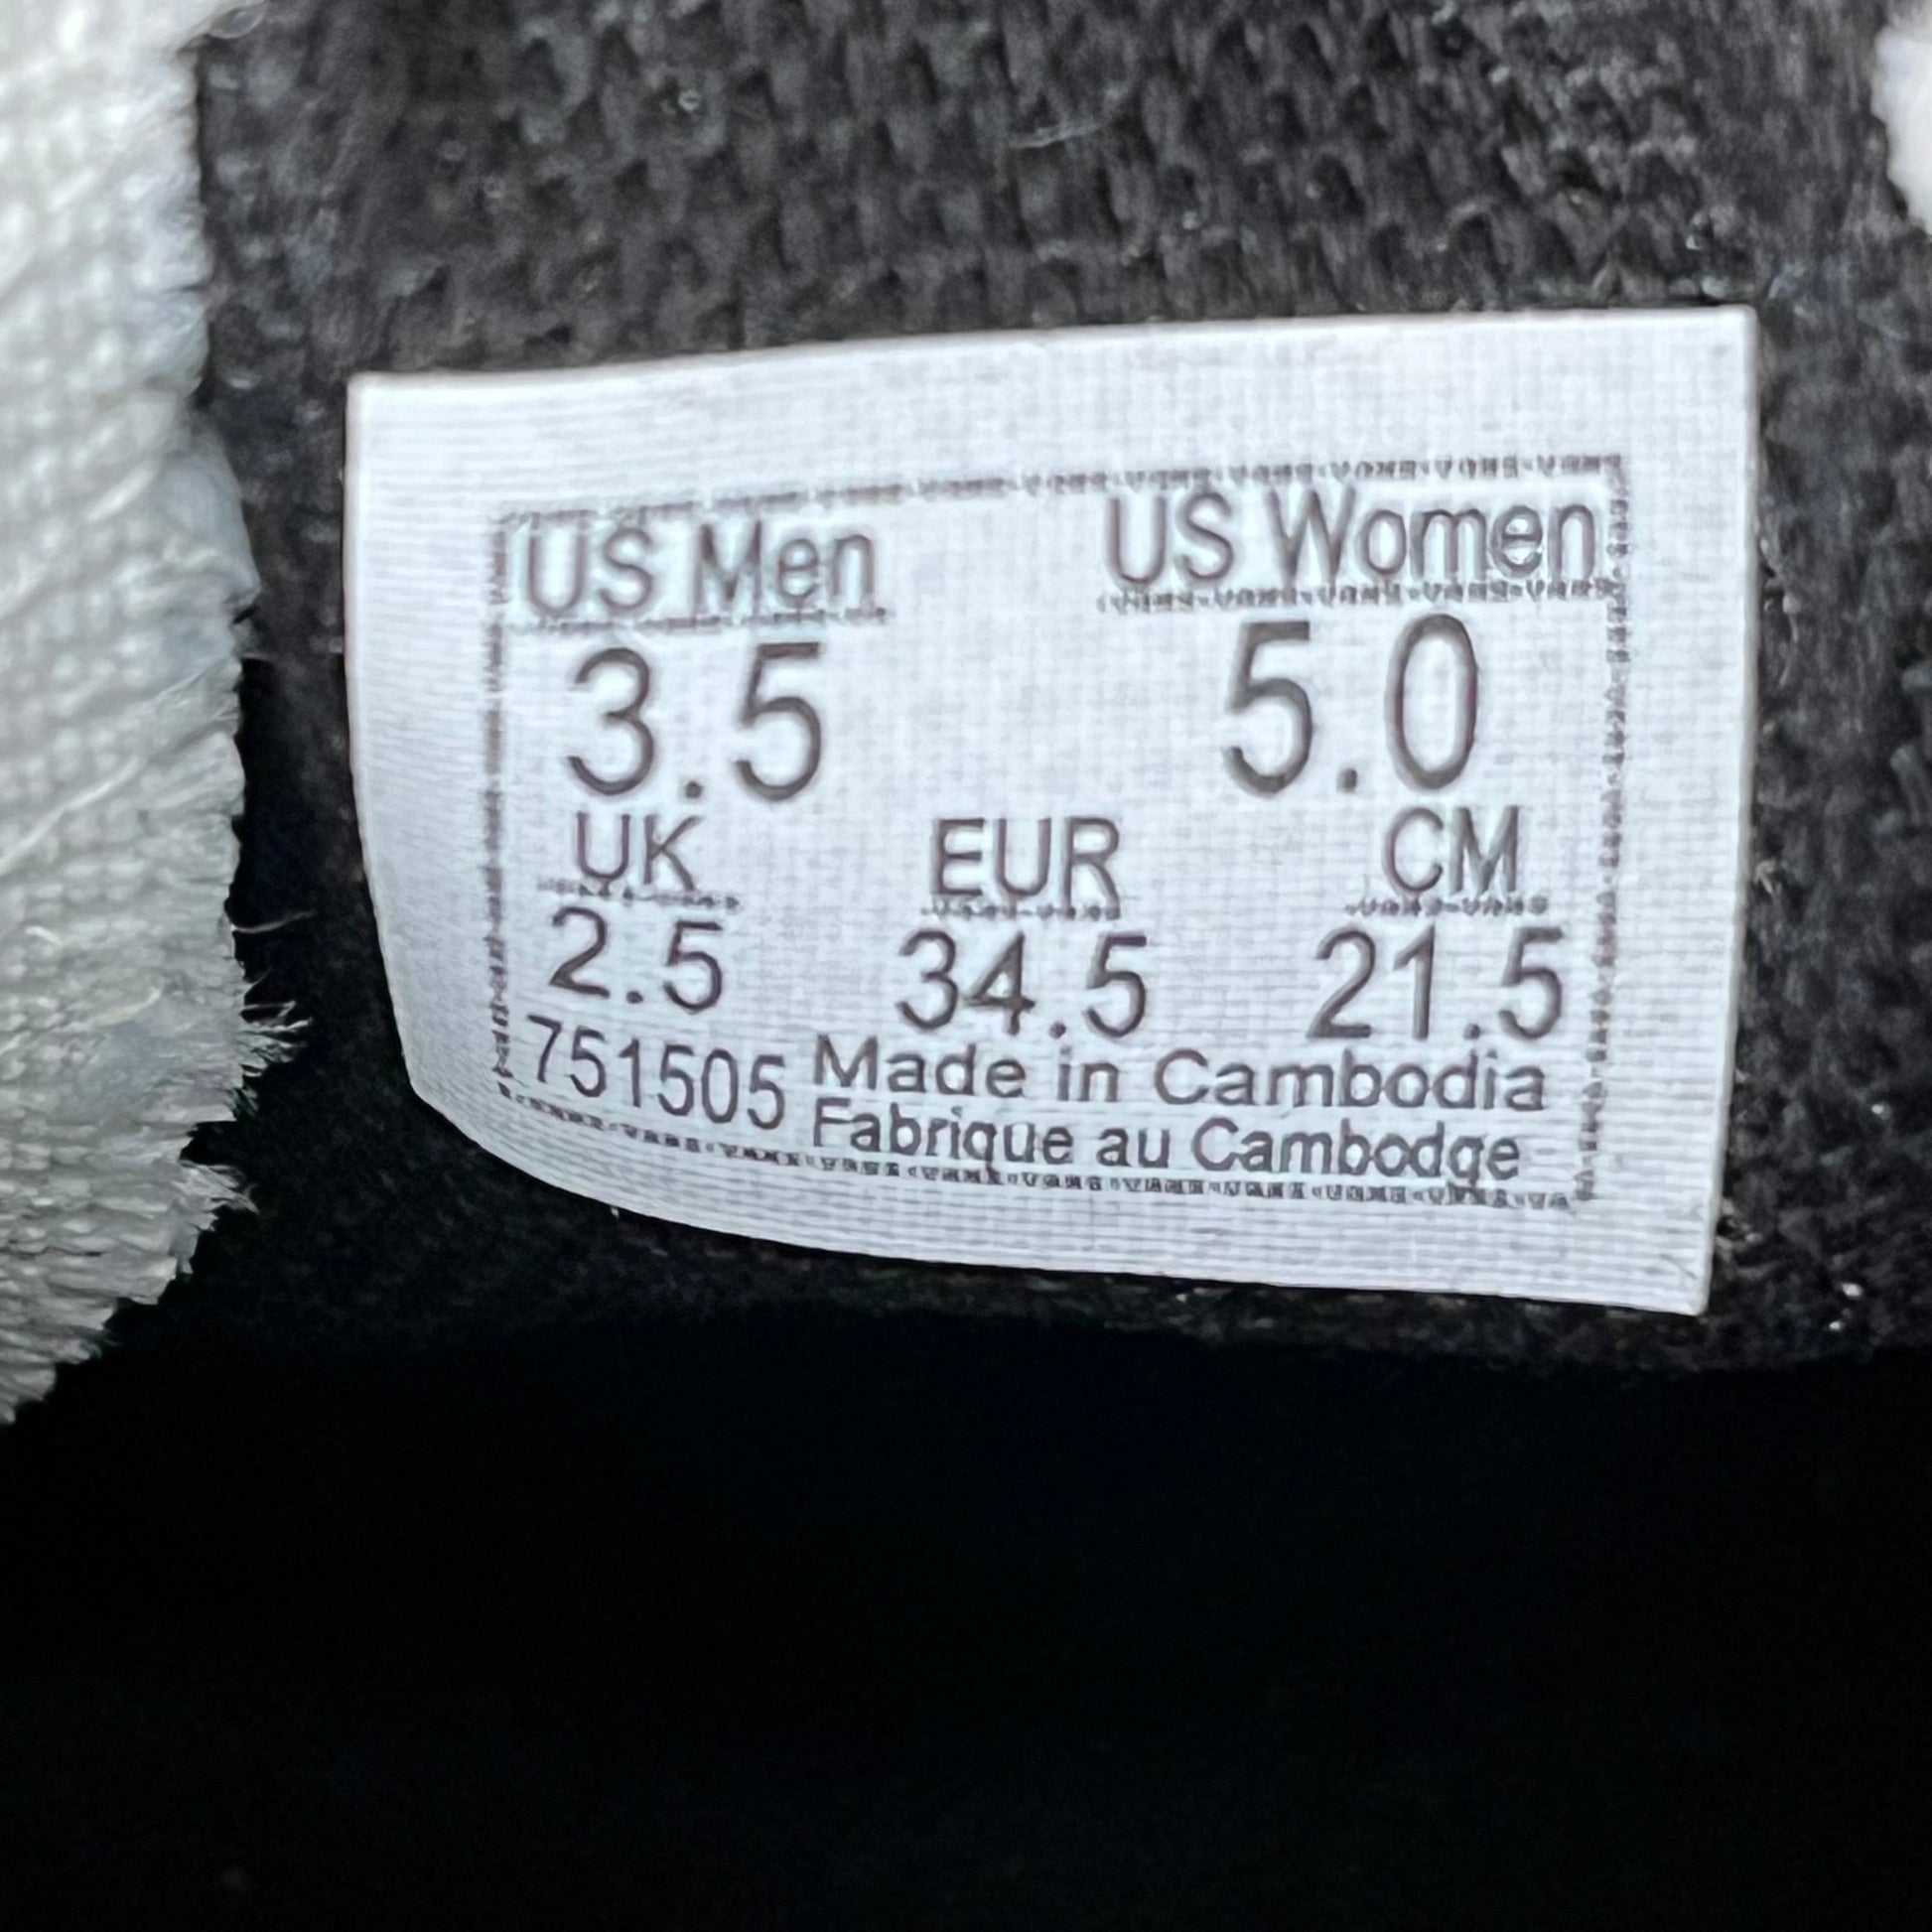 US Men US Women
3.5 5.0
UK EUR CM
2.5 34.5 21.5
751505 Made in Cambodia
Fabrique au Cambodge